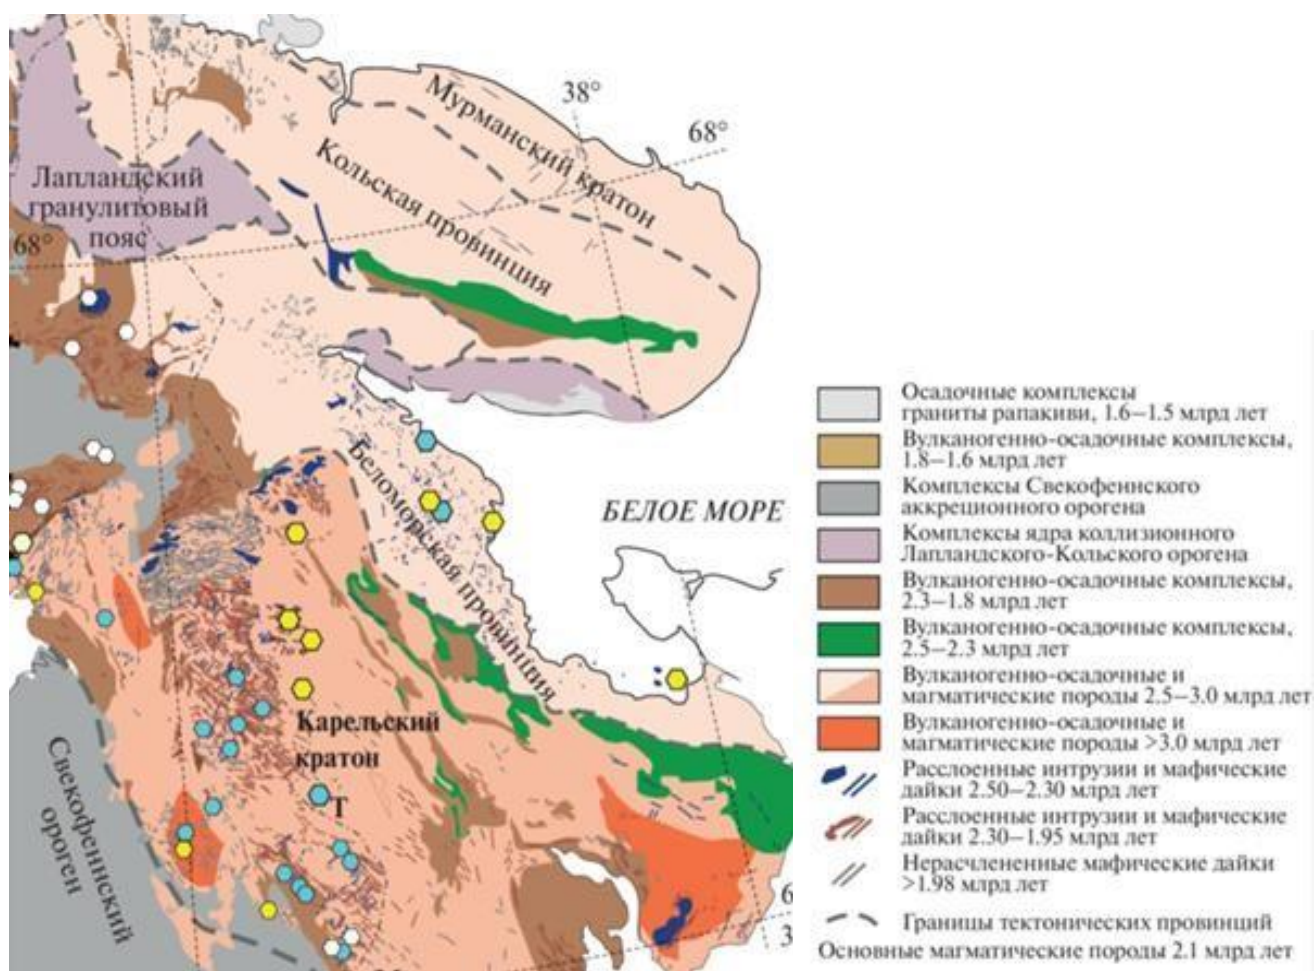 Мурманский кратон
38°
68°
Кольская провинция
Лапландский
гранулитовый
пояс
68°
Беломорская провинция
БЕЛОЕ МОРЕ
Карельский
кратон
Т
Свекофеннский
ороген
6
3
Осадочные комплексы
граниты рапакиви, 1.6–1.5 млрд лет
Вулканогенно-осадочные комплексы,
1.8–1.6 млрд лет
Комплексы Свекофеннского
аккреционного орогена
Комплексы ядра коллизионного
Лапландского-Кольского орогена
Вулканогенно-осадочные комплексы,
2.3–1.8 млрд лет
Вулканогенно-осадочные комплексы,
2.5–2.3 млрд лет
Вулканогенно-осадочные и
магматические породы 2.5–3.0 млрд лет
Вулканогенно-осадочные и
магматические породы >3.0 млрд лет
Расслоенные интрузии и мафические
дайки 2.50–2.30 млрд лет
Расслоенные интрузии и мафические
дайки 2.30–1.95 млрд лет
Нерасчлененные мафические дайки
>1.98 млрд лет
Границы тектонических провинций
Основные магматические породы 2.1 млрд лет